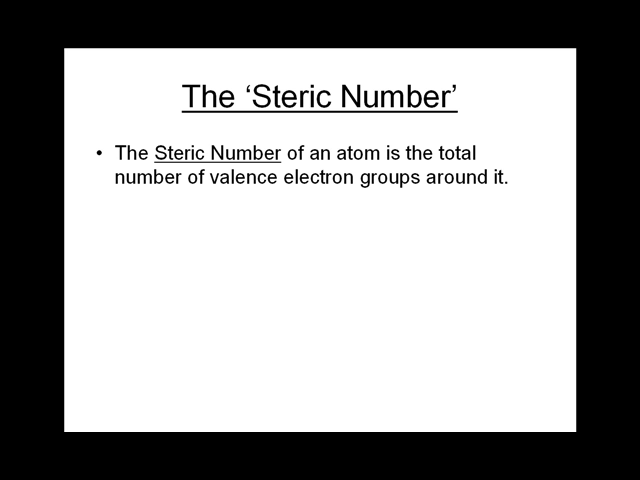 The ‘Steric Number’
• The Steric Number of an atom is the total
number of valence electron groups around it.